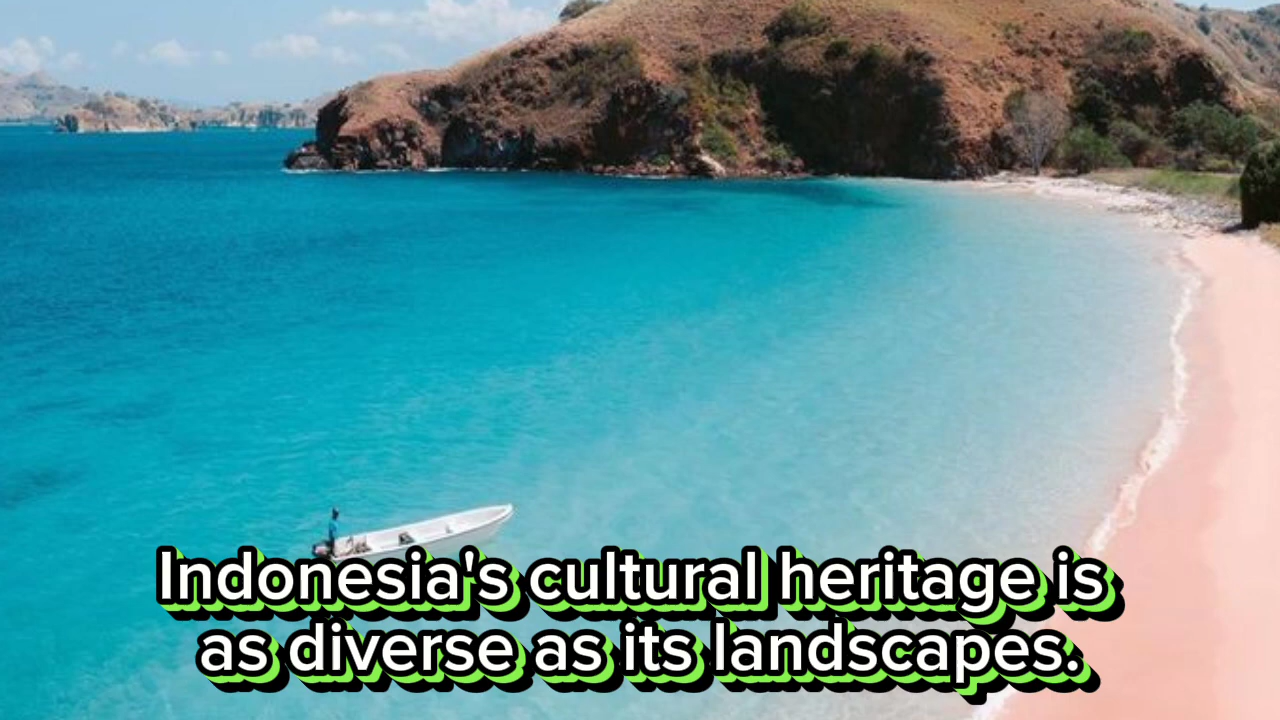 Indonesia's cultural heritage is
as diverse as its landscapes.